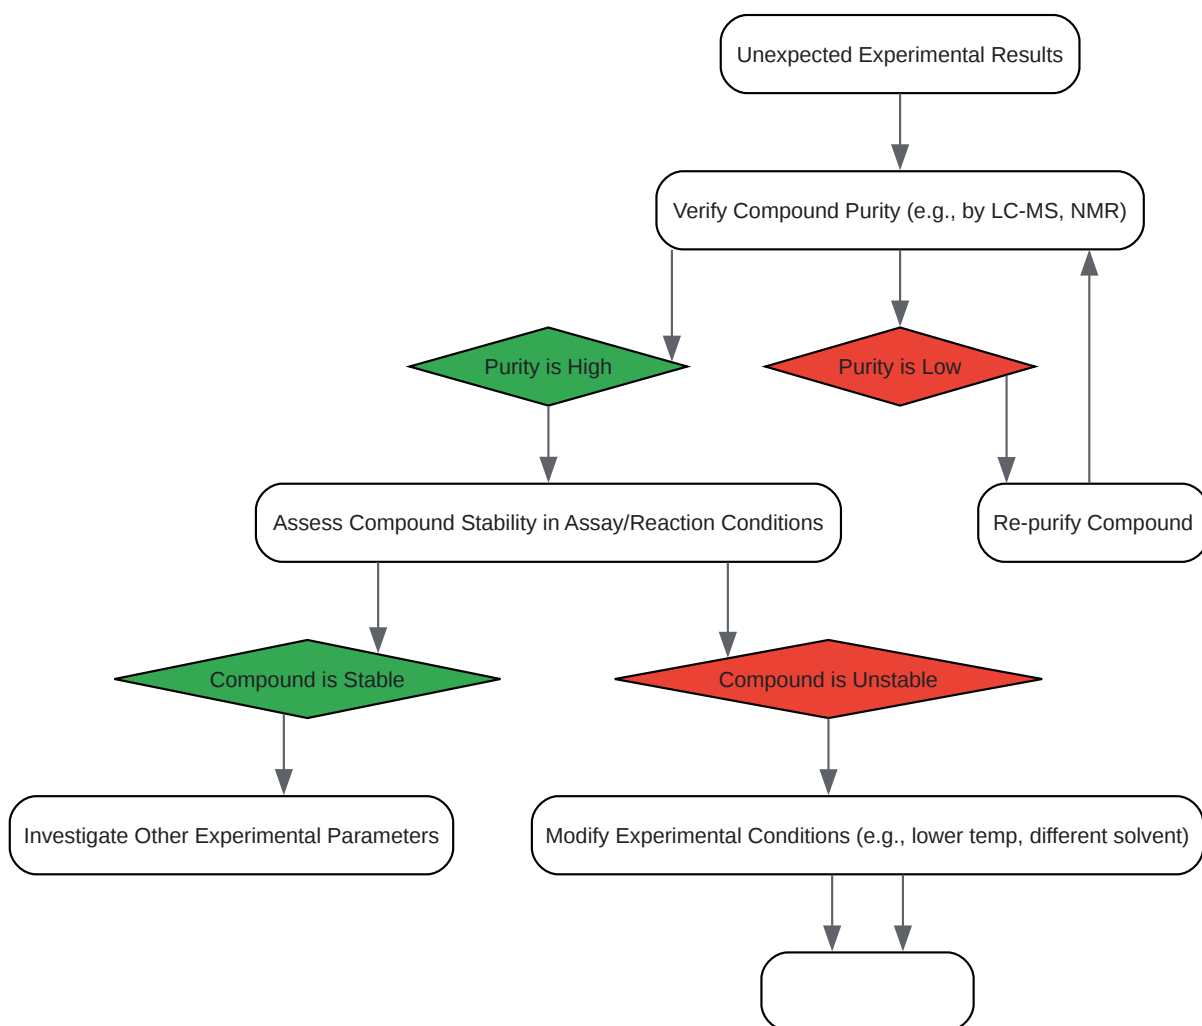 Unexpected Experimental Results
Verify Compound Purity (e.g., by LC-MS, NMR)
Purity is High
Purity is Low
Assess Compound Stability in Assay/Reaction Conditions
Re-purify Compound
Compound is Stable
Compound is Unstable
Investigate Other Experimental Parameters
Modify Experimental Conditions (e.g., lower temp, different solvent)